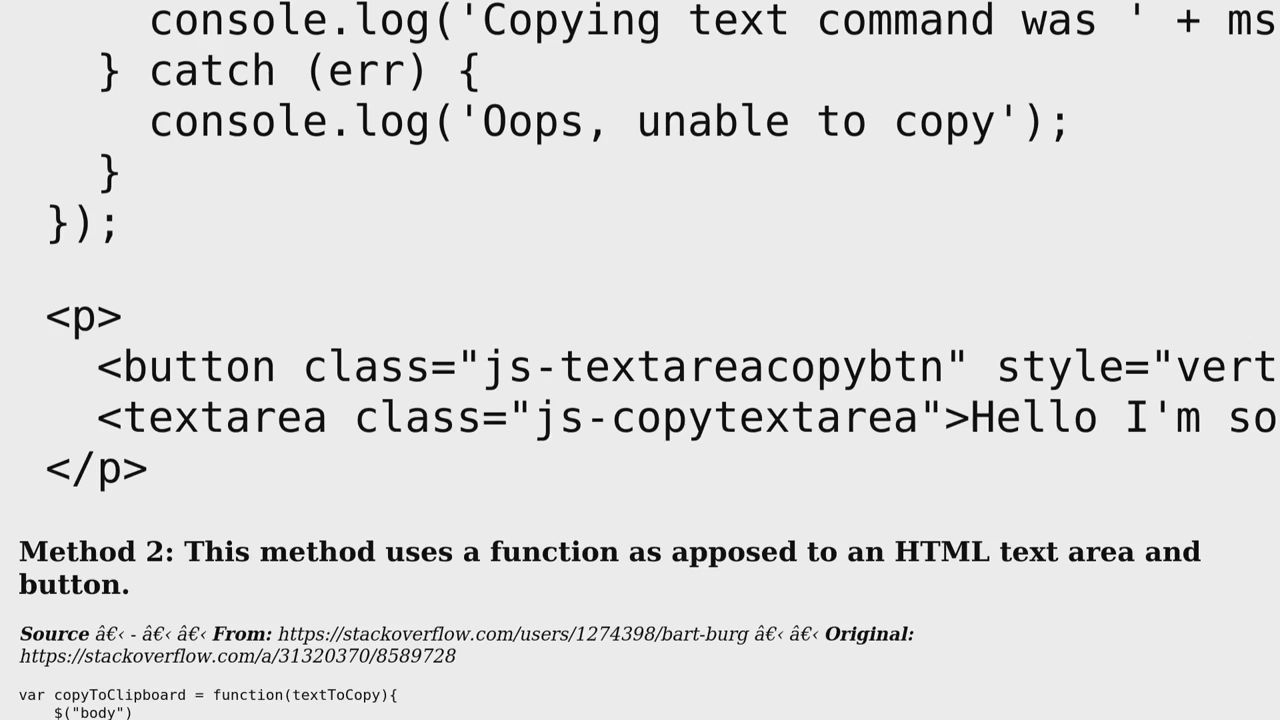 console.log('Copying text command was ' + ms
} catch (err) {
console.log('Oops, unable to copy');
}
});
<p>
<button class="js-textareacopybtn" style="vert
<textarea class="js-copytextarea">Hello I'm so
</p>
Method 2: This method uses a function as apposed to an HTML text area and
button.
Source â€‹ - â€‹ â€‹ From: https://stackoverflow.com/users/1274398/bart-burg â€‹ â€‹ Original:
https://stackoverflow.com/a/31320370/8589728
var copyToClipboard = function(textToCopy){
$("body")